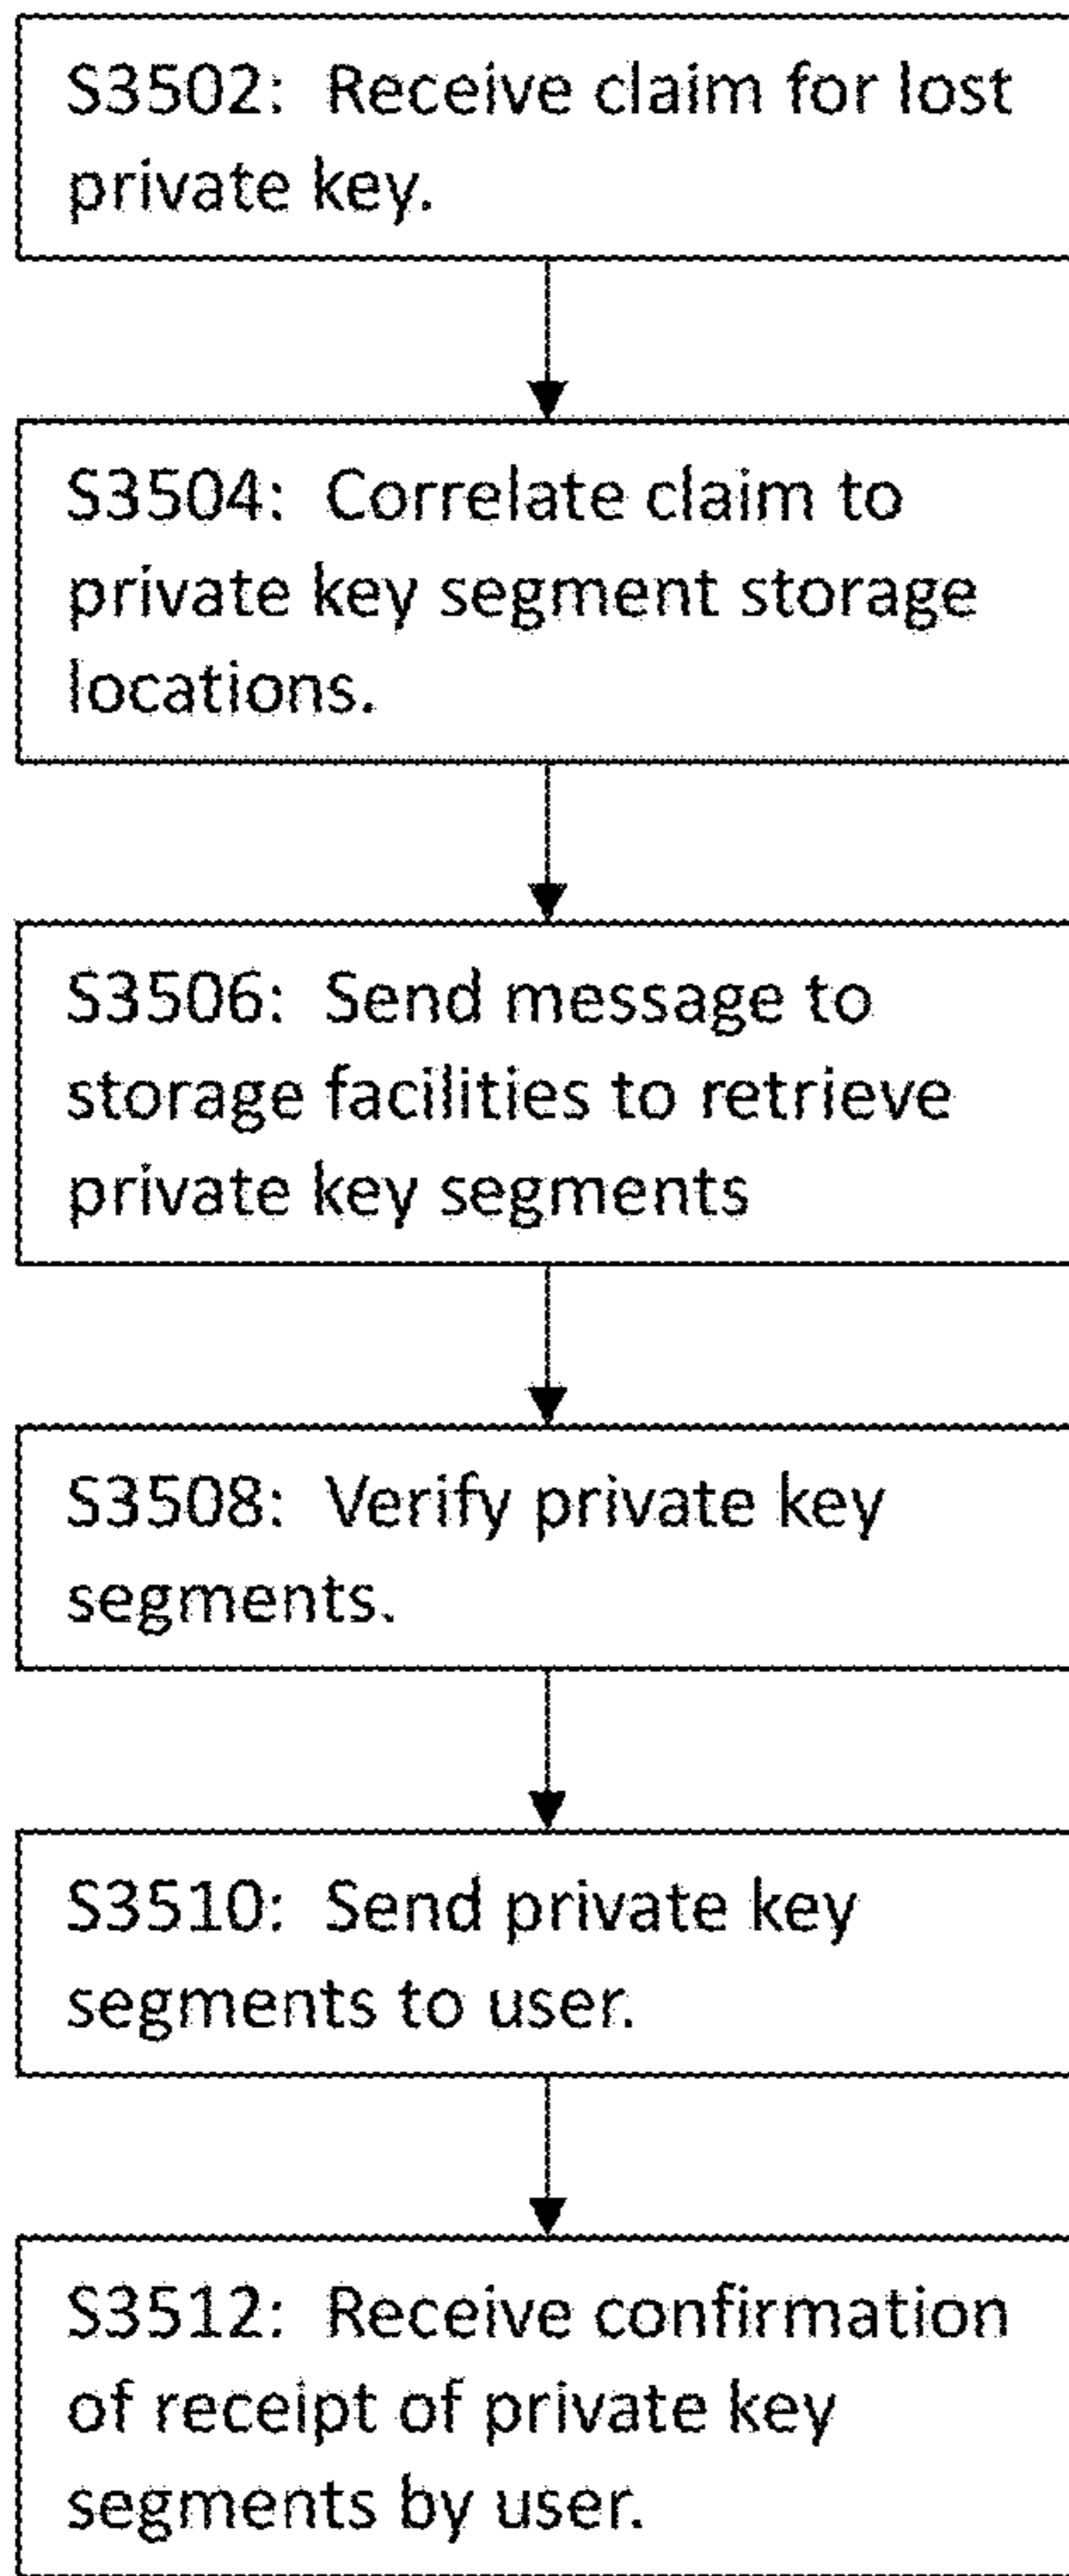 S3502: Receive claim for lost
private key.
S3504: Correlate claim to
private key segment storage
locations.
S3506: Send message to
storage facilities to retrieve
private key segments
S3508: Verify private key
segments.
S3510: Send private key
segments to user.
S3512: Receive confirmation
of receipt of private key
segments by user.